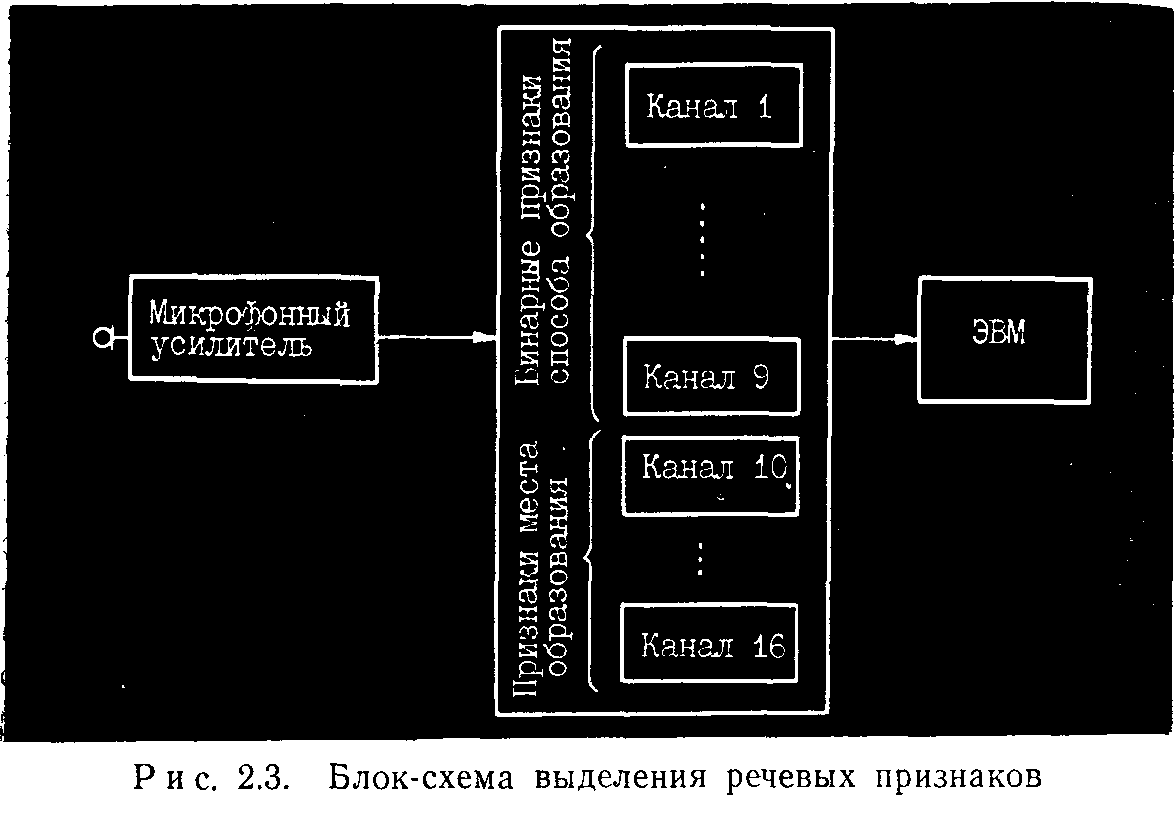 Микрофонный
усилитель
Бинарные признаки
способа образования
Канал 1
Канал 9
Признаки места
образования
Канал 10
Канал 16
ЭВМ
Рис. 2.3. Блок-схема выделения речевых признаков